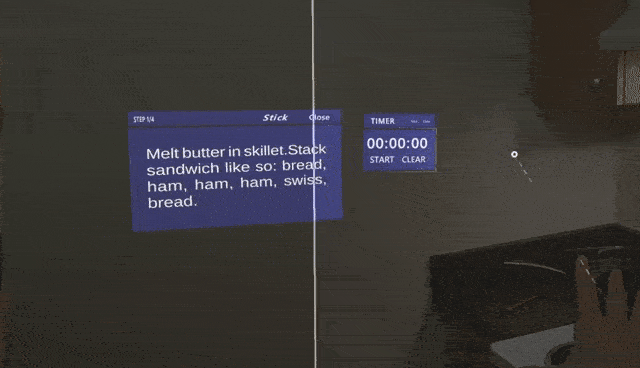 STEP 1/4 Stick Close
Melt butter in skillet.Stack
sandwich like so: bread,
ham, ham, ham, swiss,
bread.
TIMER
00:00:00
START CLEAR